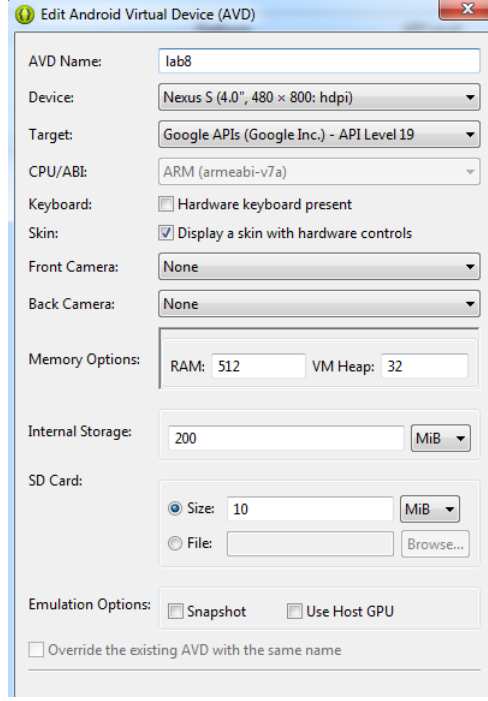 Edit Android Virtual Device (AVD)
AVD Name: lab8
Device: Nexus S (4.0", 480 × 800: hdpi)
Target: Google APIs (Google Inc.) - API Level 19
CPU/ABI: ARM (armeabi-v7a)
Keyboard: Hardware keyboard present
Skin: Display a skin with hardware controls
Front Camera: None
Back Camera: None
Memory Options: RAM: 512 VM Heap: 32
Internal Storage: 200 MiB
SD Card:
Size: 10 MiB
File: Browse...
Emulation Options: Snapshot Use Host GPU
Override the existing AVD with the same name